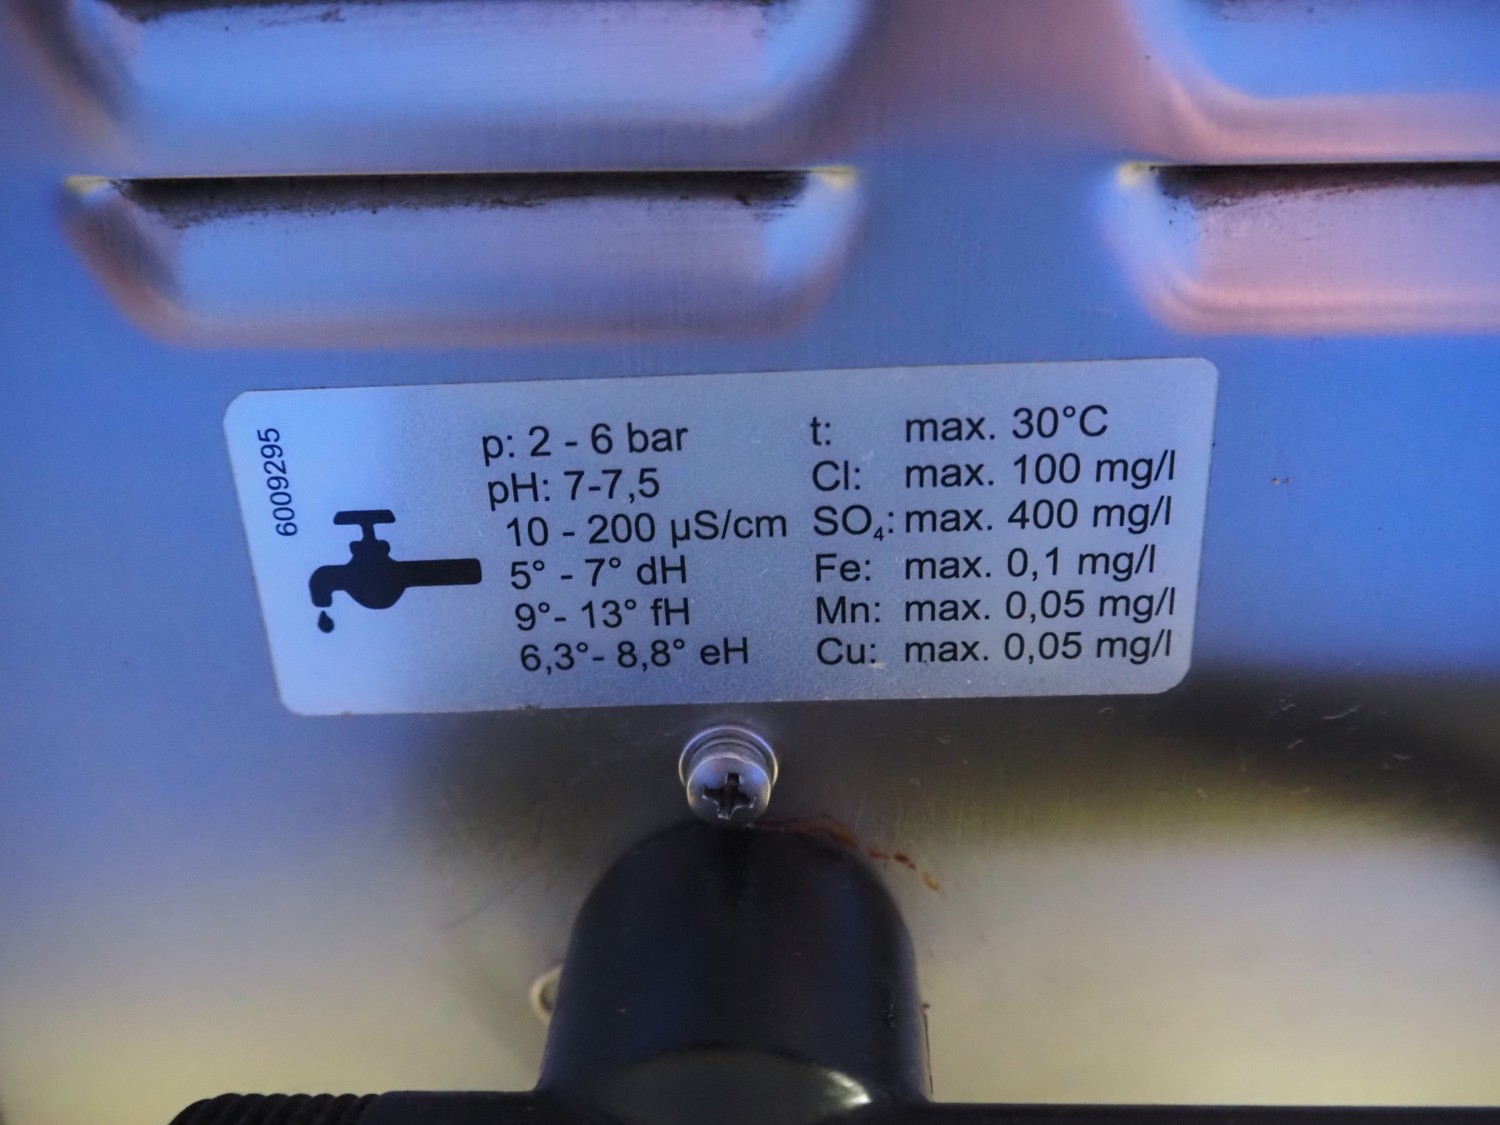 6009295
p: 2 - 6 bar
pH: 7-7,5
10 - 200 µS/cm
5° - 7° dH
9°- 13° fH
6,3°- 8,8° eH
t: max. 30°C
Cl: max. 100 mg/l
SO₄: max. 400 mg/l
Fe: max. 0,1 mg/l
Mn: max. 0,05 mg/l
Cu: max. 0,05 mg/l